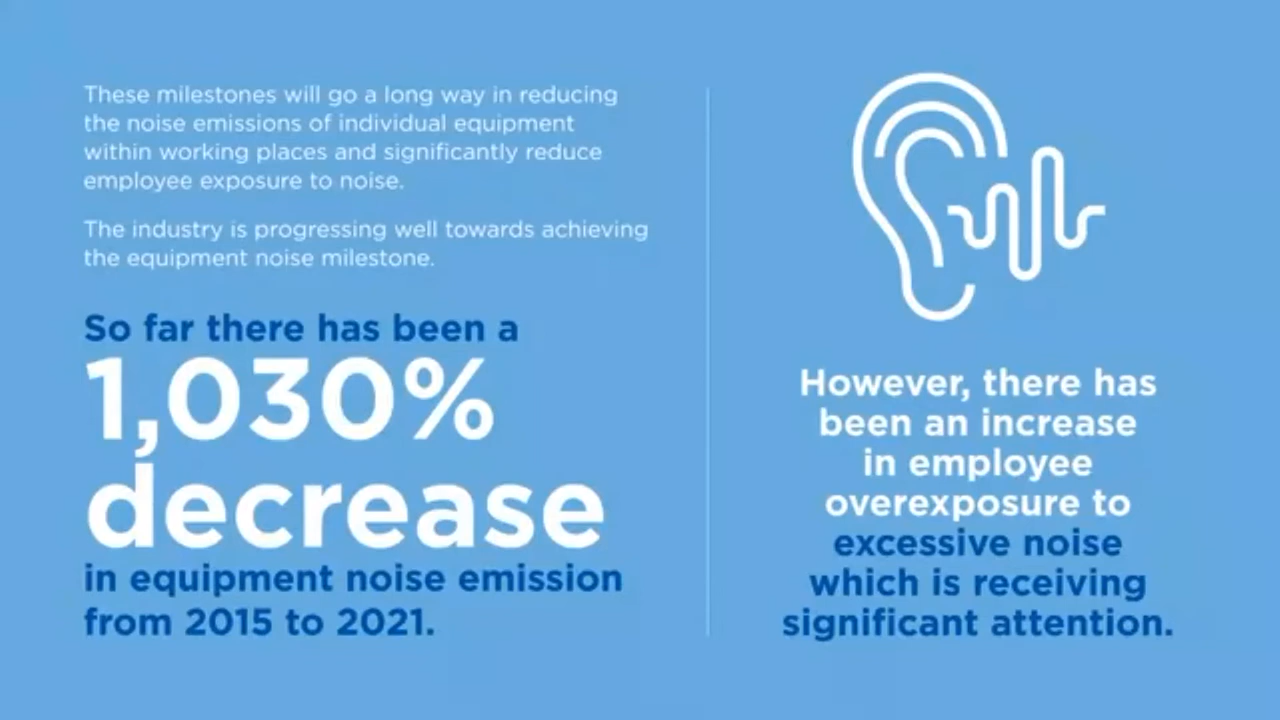 These milestones will go a long way in reducing
the noise emissions of individual equipment
within working places and significantly reduce
employee exposure to noise.
The industry is progressing well towards achieving
the equipment noise milestone.
So far there has been a
1,030%
decrease
in equipment noise emission
from 2015 to 2021.
However, there has
been an increase
in employee
overexposure to
excessive noise
which is receiving
significant attention.